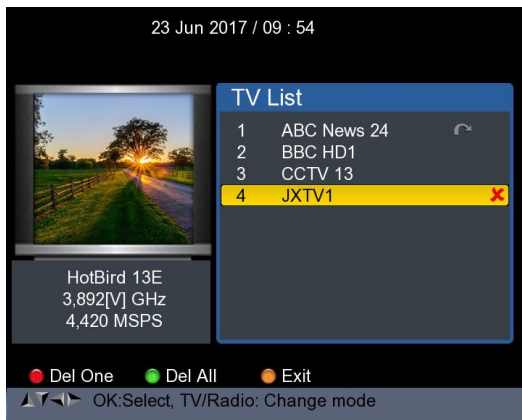 23 Jun 2017 / 09 : 54
TV List
1 ABC News 24
2 BBC HD1
3 CCTV 13
4 JXTV1
HotBird 13E
3,892[V] GHz
4,420 MSPS
Del One Del All Exit
OK:Select, TV/Radio: Change mode